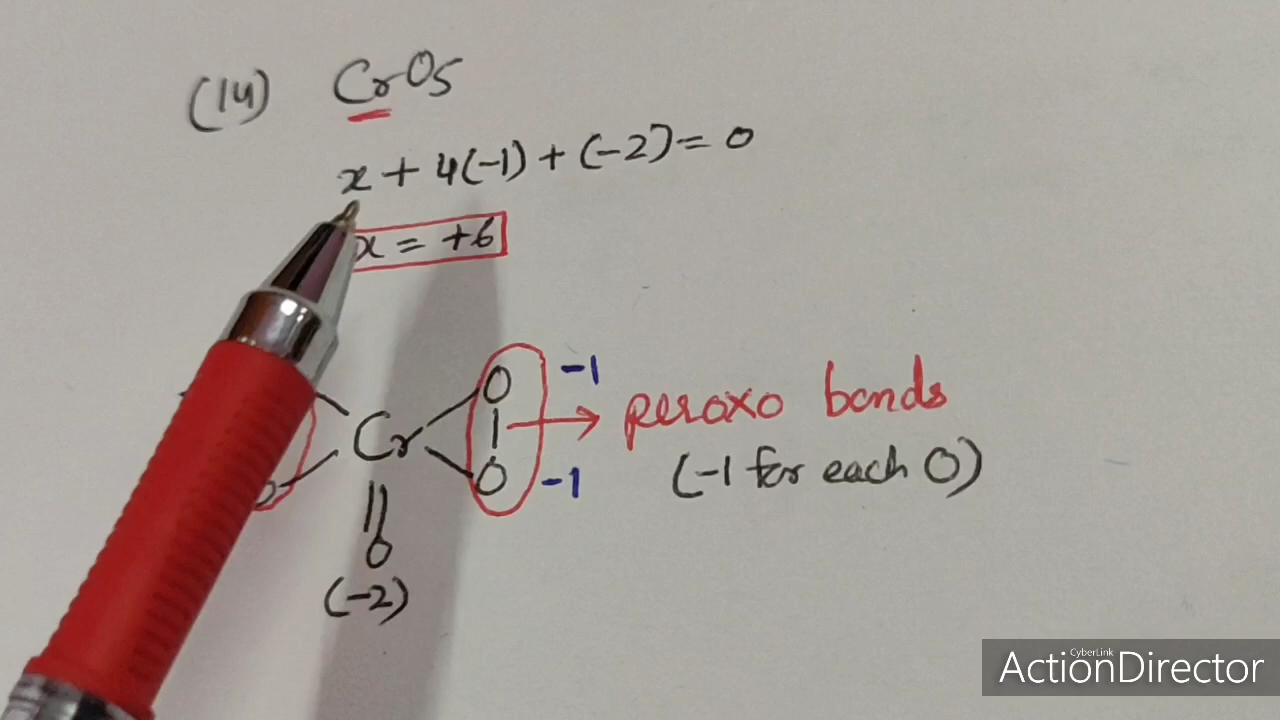 (14) CrO5
x + 4(-1) + (-2) = 0
x = +6
O -1
Cr → peroxo bonds
O -1 (-1 for each O)
O
(-2)
CyberLink
ActionDirector